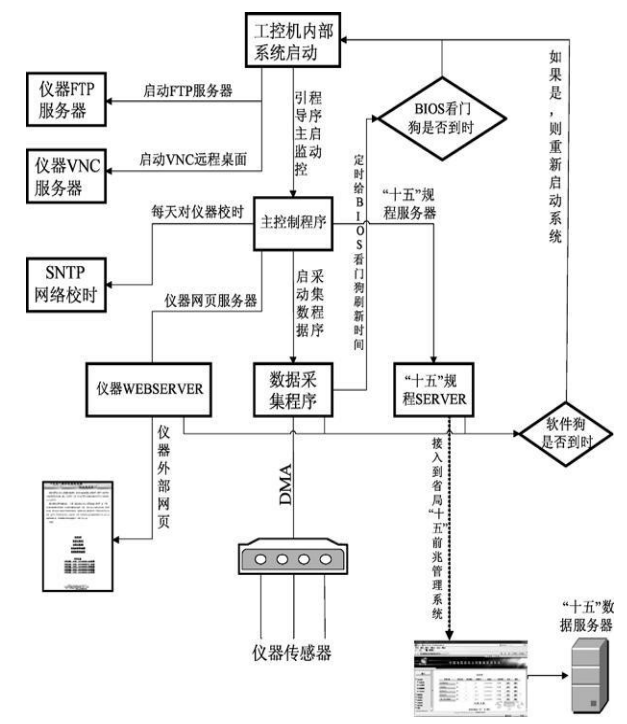 工控机内部
系统启动
仪器FTP
服务器
启动FTP服务器
引导主监控
程序启动
BIOS看门
狗是否到时
如果是，则重新启动系统
仪器VNC
服务器
启动VNC远程桌面
定时给BIOS看门狗刷新时间
每天对仪器校时
主控制程序
“十五”规
程服务器
SNTP
网络校时
仪器网页服务器
启动数据
采集程序
仪器WEBSERVER
数据采
集程序
“十五”规
程SERVER
软件狗
是否到时
仪器外部网页
DMA
接入到省局“十五”前兆管理系统
仪器传感器
“十五”数
据服务器